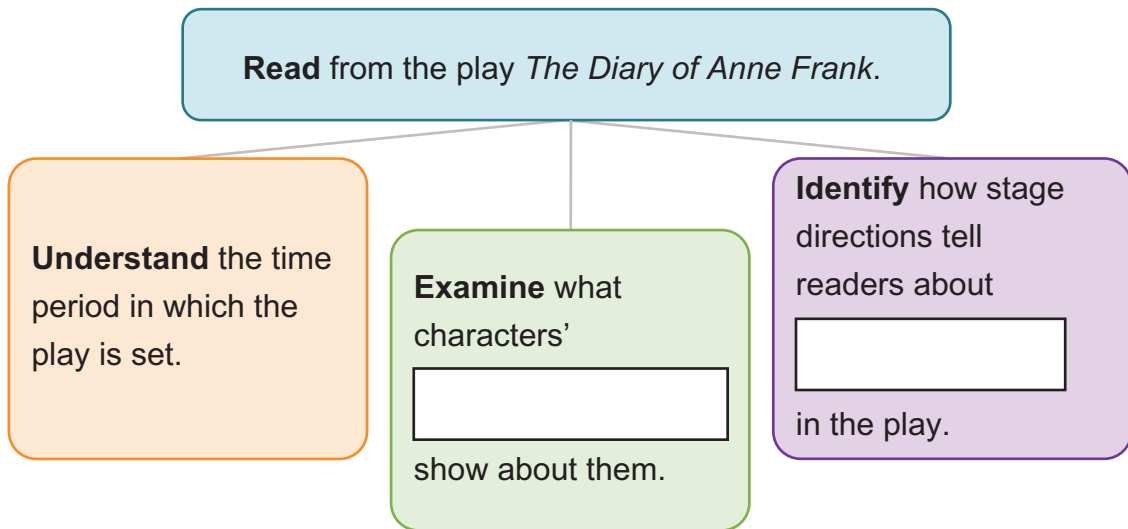 Read from the play The Diary of Anne Frank.
Understand the time
period in which the
play is set.
Examine what
characters’
show about them.
Identify how stage
directions tell
readers about
in the play.